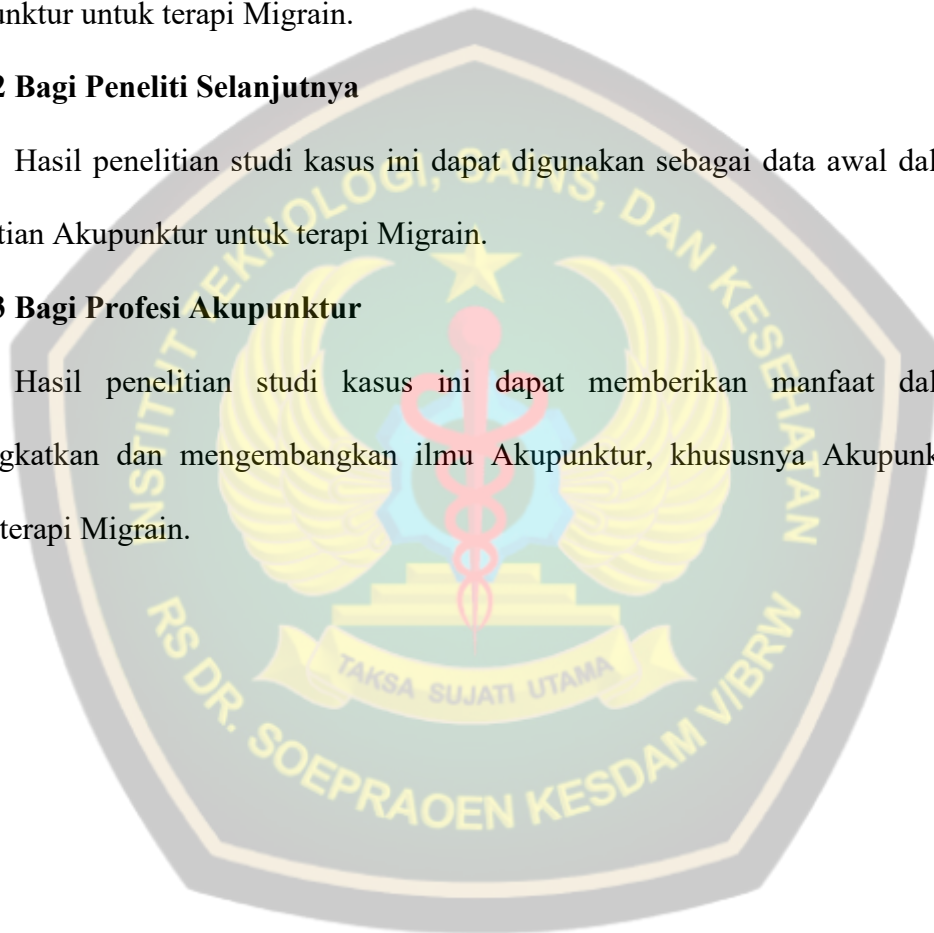 unktur untuk terapi Migrain.
2 Bagi Peneliti Selanjutnya
Hasil penelitian studi kasus ini dapat digunakan sebagai data awal dal
tian Akupunktur untuk terapi Migrain.
3 Bagi Profesi Akupunktur
Hasil penelitian studi kasus ini dapat memberikan manfaat dal
gkatkan dan mengembangkan ilmu Akupunktur, khususnya Akupunk
terapi Migrain.
INSTITUT TEKNOLOGI, SAINS, DAN KESEHATAN
TAKSA SUJATI UTAMA
RS DR. SOEPRAOEN KESDAM V/BRW